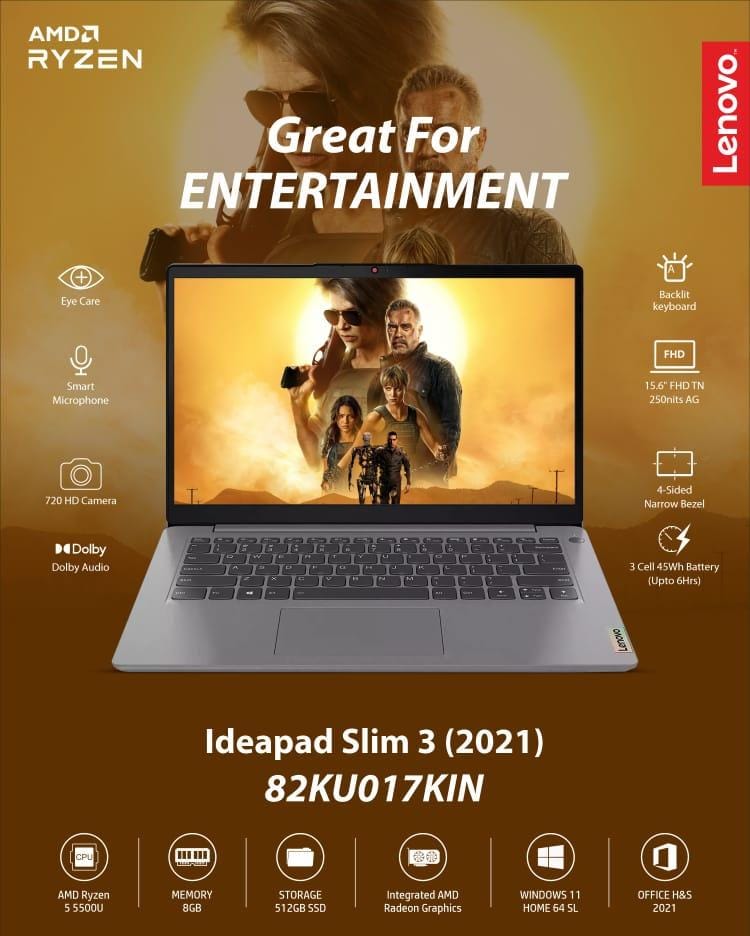 AMD
RYZEN
Lenovo
Great For
ENTERTAINMENT
Eye Care
Smart
Microphone
720 HD Camera
Dolby
Dolby Audio
A
Backlit
keyboard
FHD
15.6" FHD TN
250nits AG
4-Sided
Narrow Bezel
3 Cell 45Wh Battery
(Upto 6Hrs)
Lenovo
Ideapad Slim 3 (2021)
82KU017KIN
CPU
AMD Ryzen
5 5500U
MEMORY
8GB
STORAGE
512GB SSD
Integrated AMD
Radeon Graphics
WINDOWS 11
HOME 64 SL
OFFICE H&S
2021